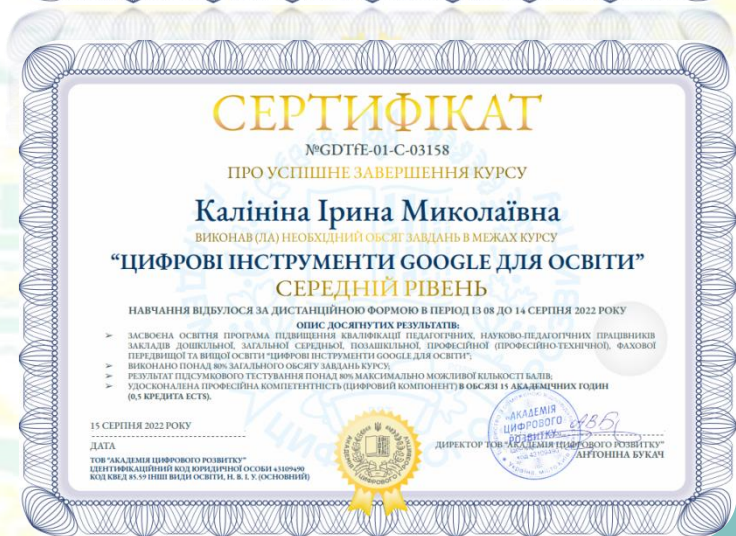 СЕРТИФІКАТ
№GDTfE-01-С-03158
ПРО УСПІШНЕ ЗАВЕРШЕННЯ КУРСУ
Калініна Ірина Миколаївна
ВИКОНАВ (ЛА) НЕОБХІДНИЙ ОБСЯГ ЗАВДАНЬ В МЕЖАХ КУРСУ
“ЦИФРОВІ ІНСТРУМЕНТИ GOOGLE ДЛЯ ОСВІТИ”
СЕРЕДНІЙ РІВЕНЬ
НАВЧАННЯ ВІДБУЛОСЯ ЗА ДИСТАНЦІЙНОЮ ФОРМОЮ В ПЕРІОД ІЗ 08 ДО 14 СЕРПНЯ 2022 РОКУ
ОПИС ДОСЯГНУТИХ РЕЗУЛЬТАТІВ:
➢ ЗАСВОЄНА ОСВІТНЯ ПРОГРАМА ПІДВИЩЕННЯ КВАЛІФІКАЦІЇ ПЕДАГОГІЧНИХ, НАУКОВО-ПЕДАГОГІЧНИХ ПРАЦІВНИКІВ
ЗАКЛАДІВ ДОШКІЛЬНОЇ, ЗАГАЛЬНОЇ СЕРЕДНЬОЇ, ПОЗАШКІЛЬНОЇ, ПРОФЕСІЙНОЇ (ПРОФЕСІЙНО-ТЕХНІЧНОЇ), ФАХОВОЇ
ПЕРЕДВИЩОЇ ТА ВИЩОЇ ОСВІТИ “ЦИФРОВІ ІНСТРУМЕНТИ GOOGLE ДЛЯ ОСВІТИ”;
➢ ВИКОНАНО ПОНАД 80% ЗАГАЛЬНОГО ОБСЯГУ ЗАВДАНЬ КУРСУ;
➢ РЕЗУЛЬТАТ ПІДСУМКОВОГО ТЕСТУВАННЯ ПОНАД 80% МАКСИМАЛЬНО МОЖЛИВОЇ КІЛЬКОСТІ БАЛІВ;
➢ УДОСКОНАЛЕНА ПРОФЕСІЙНА КОМПЕТЕНТНІСТЬ (ЦИФРОВИЙ КОМПОНЕНТ) В ОБСЯЗІ 15 АКАДЕМІЧНИХ ГОДИН
(0,5 КРЕДИТА ECTS).
15 СЕРПНЯ 2022 РОКУ
ДАТА
ТОВ “АКАДЕМІЯ ЦИФРОВОГО РОЗВИТКУ”
ІДЕНТИФІКАЦІЙНИЙ КОД ЮРИДИЧНОЇ ОСОБИ 43109490
КОД КВЕД 85.59 ІНШІ ВИДИ ОСВІТИ, Н. В. І. У. (ОСНОВНИЙ)
АКАДЕМІЯ
ЦИФРОВОГО
РОЗВИТКУ
ДИРЕКТОР ТОВ “АКАДЕМІЯ ЦИФРОВОГО РОЗВИТКУ”
АНТОНІНА БУКАЧ